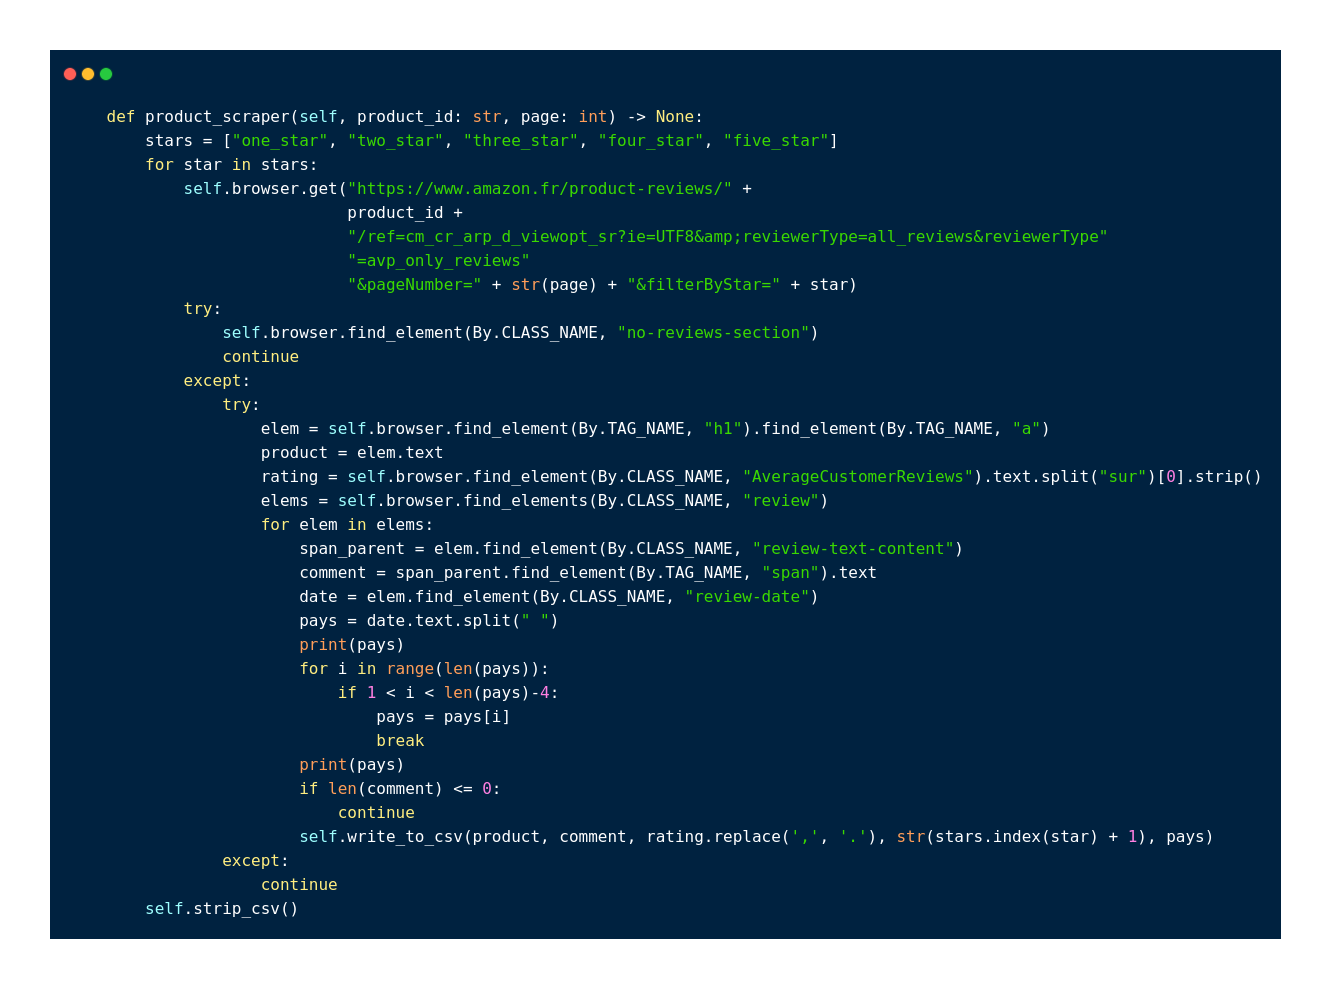 def product_scraper(self, product_id: str, page: int) -> None:
    stars = ["one_star", "two_star", "three_star", "four_star", "five_star"]
    for star in stars:
        self.browser.get("https://www.amazon.fr/product-reviews/" +
                         product_id +
                         "/ref=cm_cr_arp_d_viewopt_sr?ie=UTF8&amp;reviewerType=all_reviews&reviewerType"
                         "=avp_only_reviews"
                         "&pageNumber=" + str(page) + "&filterByStar=" + star)
        try:
            self.browser.find_element(By.CLASS_NAME, "no-reviews-section")
            continue
        except:
            try:
                elem = self.browser.find_element(By.TAG_NAME, "h1").find_element(By.TAG_NAME, "a")
                product = elem.text
                rating = self.browser.find_element(By.CLASS_NAME, "AverageCustomerReviews").text.split("sur")[0].strip()
                elems = self.browser.find_elements(By.CLASS_NAME, "review")
                for elem in elems:
                    span_parent = elem.find_element(By.CLASS_NAME, "review-text-content")
                    comment = span_parent.find_element(By.TAG_NAME, "span").text
                    date = elem.find_element(By.CLASS_NAME, "review-date")
                    pays = date.text.split(" ")
                    print(pays)
                    for i in range(len(pays)):
                        if 1 < i < len(pays)-4:
                            pays = pays[i]
                            break
                    print(pays)
                    if len(comment) <= 0:
                        continue
                    self.write_to_csv(product, comment, rating.replace(',', '.'), str(stars.index(star) + 1), pays)
            except:
                continue
    self.strip_csv()